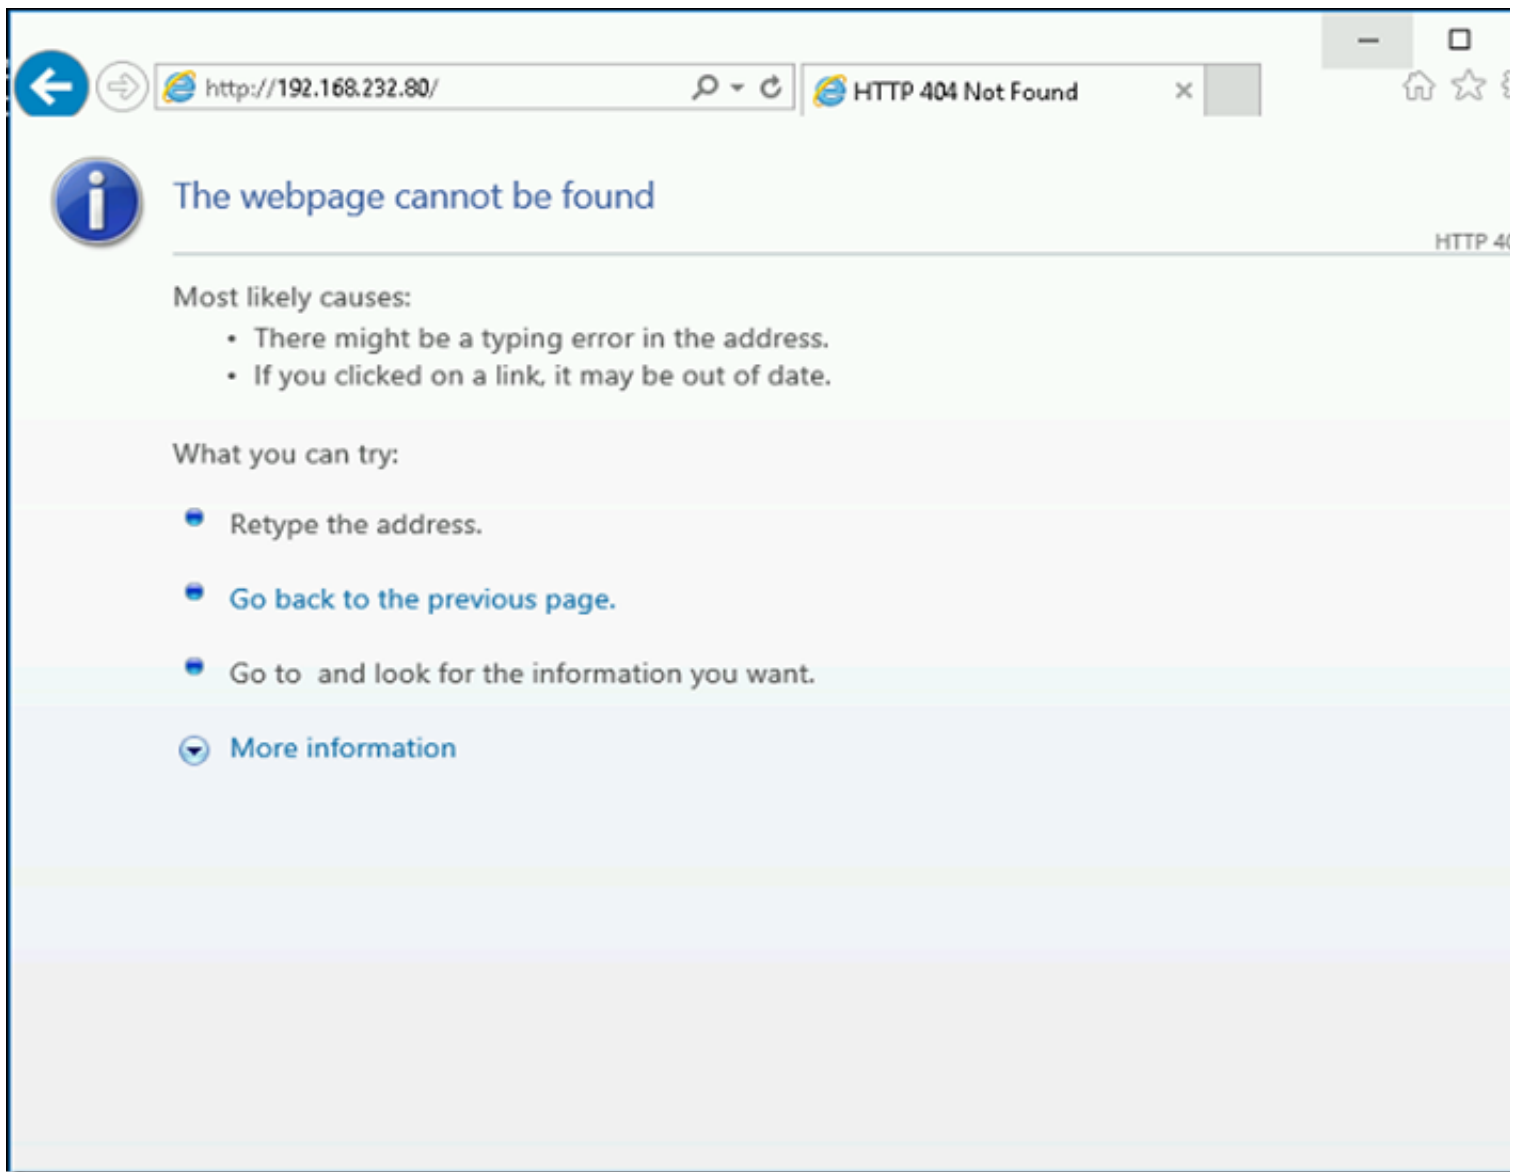 http://192.168.232.80/
HTTP 404 Not Found
The webpage cannot be found
HTTP 40
Most likely causes:
• There might be a typing error in the address.
• If you clicked on a link, it may be out of date.
What you can try:
Retype the address.
Go back to the previous page.
Go to  and look for the information you want.
More information